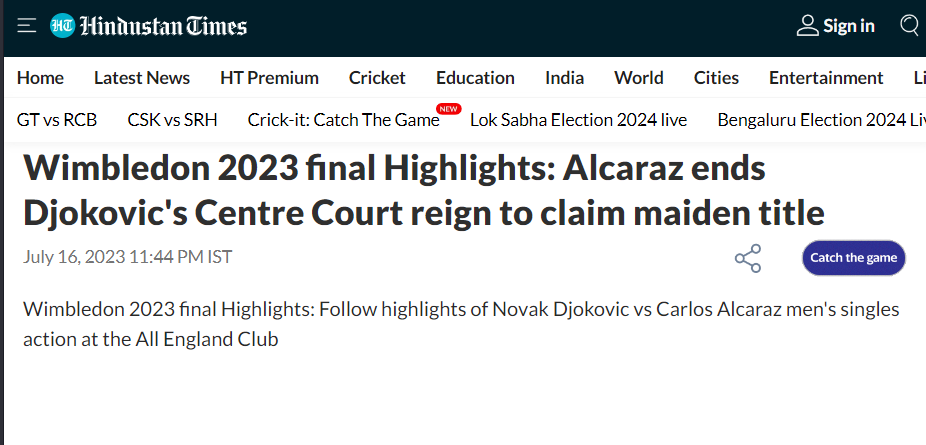 HT Hindustan Times
Sign in
Home Latest News HT Premium Cricket Education India World Cities Entertainment Li
NEW
GT vs RCB CSK vs SRH Crick-it: Catch The Game Lok Sabha Election 2024 live Bengaluru Election 2024 Liv
Wimbledon 2023 final Highlights: Alcaraz ends
Djokovic's Centre Court reign to claim maiden title
July 16, 2023 11:44 PM IST
Catch the game
Wimbledon 2023 final Highlights: Follow highlights of Novak Djokovic vs Carlos Alcaraz men's singles
action at the All England Club